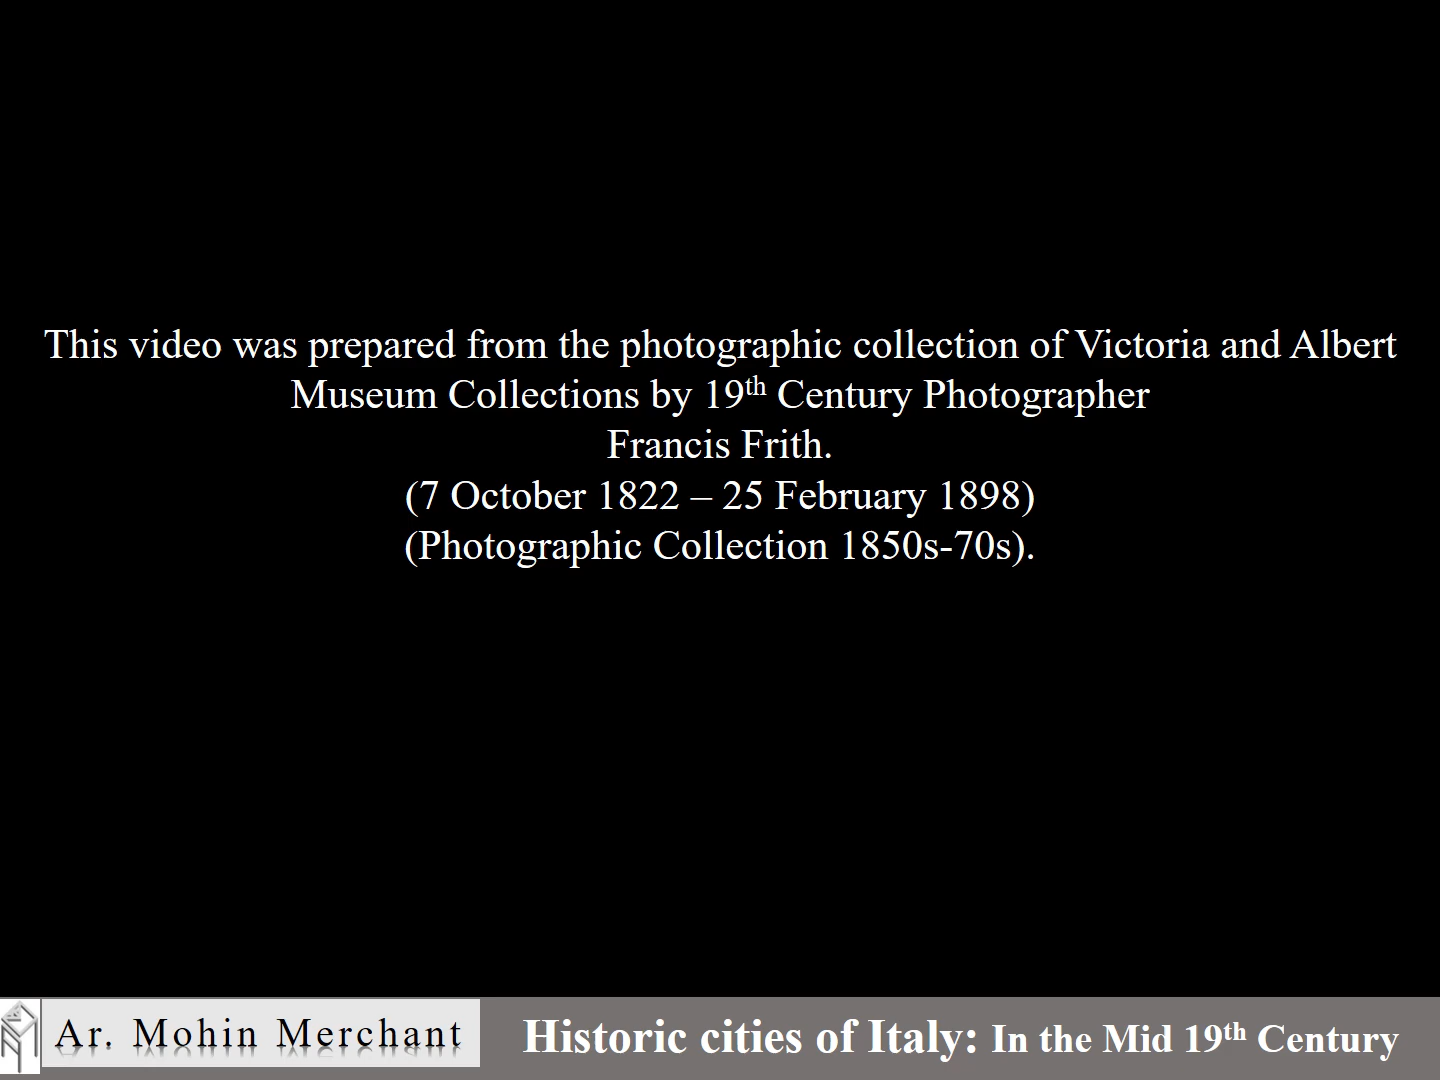 This video was prepared from the photographic collection of Victoria and Albert
Museum Collections by 19th Century Photographer
Francis Frith.
(7 October 1822 – 25 February 1898)
(Photographic Collection 1850s-70s).
Ar. Mohin Merchant
Historic cities of Italy: In the Mid 19th Century